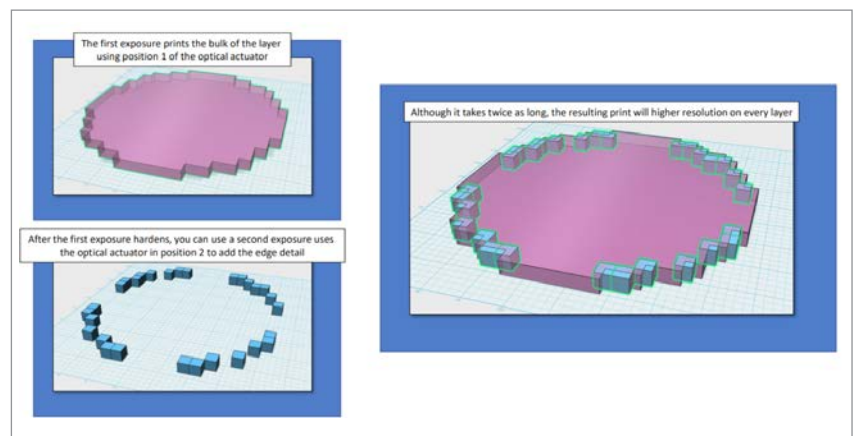 The first exposure prints the bulk of the layer
using position 1 of the optical actuator
After the first exposure hardens, you can use a second exposure uses
the optical actuator in position 2 to add the edge detail
Although it takes twice as long, the resulting print will higher resolution on every layer